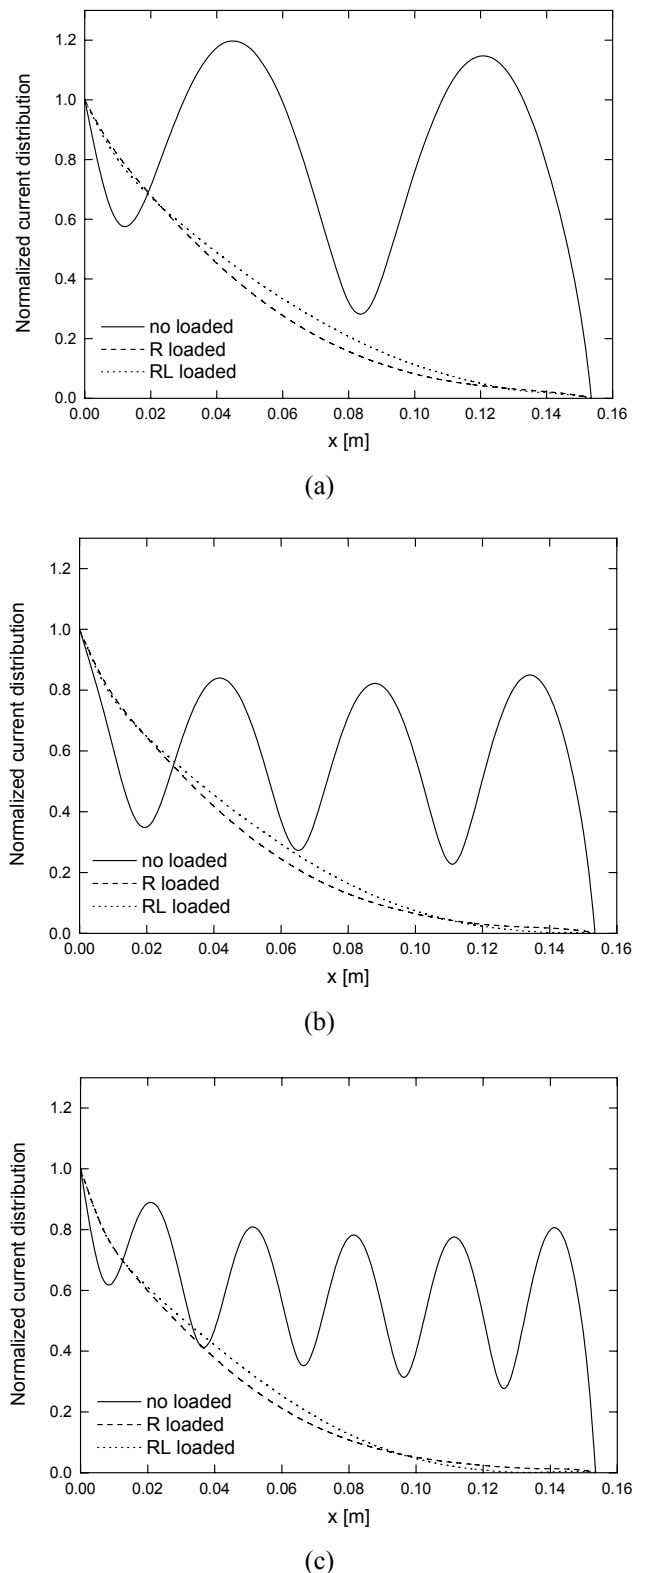 1.2
1.0
0.8
0.6
0.4
0.2
0.0
Normalized current distribution
no loaded
R loaded
RL loaded
0.00 0.02 0.04 0.06 0.08 0.10 0.12 0.14 0.16
x [m]
(a)
1.2
1.0
0.8
0.6
0.4
0.2
0.0
Normalized current distribution
no loaded
R loaded
RL loaded
0.00 0.02 0.04 0.06 0.08 0.10 0.12 0.14 0.16
x [m]
(b)
1.2
1.0
0.8
0.6
0.4
0.2
0.0
Normalized current distribution
no loaded
R loaded
RL loaded
0.00 0.02 0.04 0.06 0.08 0.10 0.12 0.14 0.16
x [m]
(c)